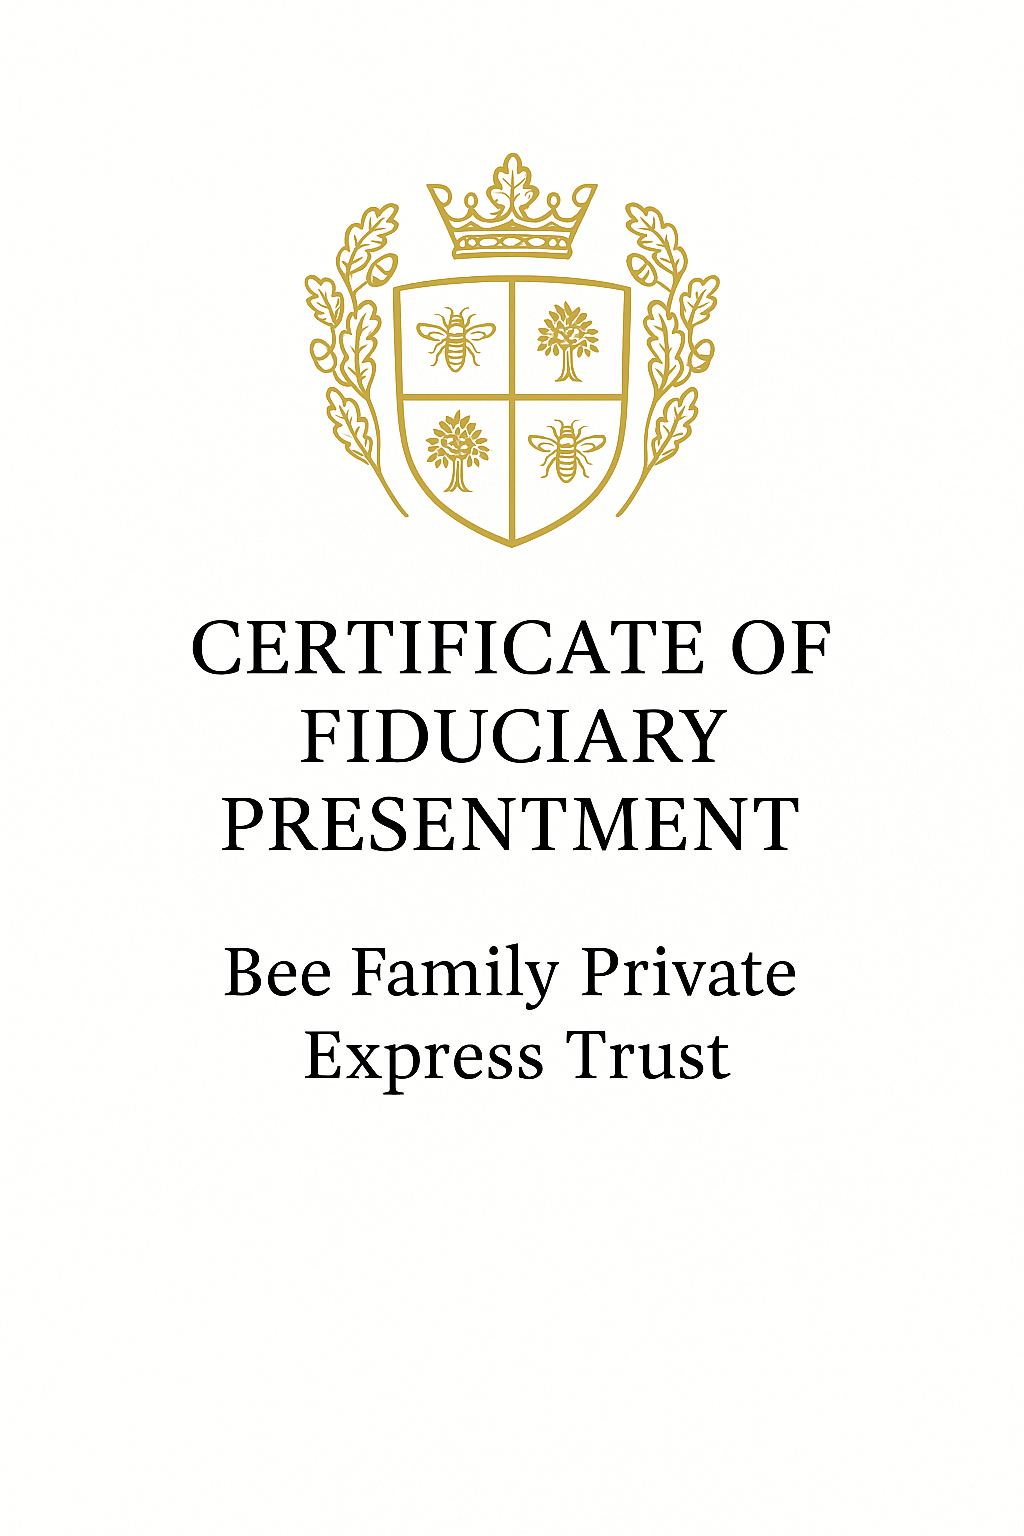 CERTIFICATE OF
FIDUCIARY
PRESENTMENT
Bee Family Private
Express Trust